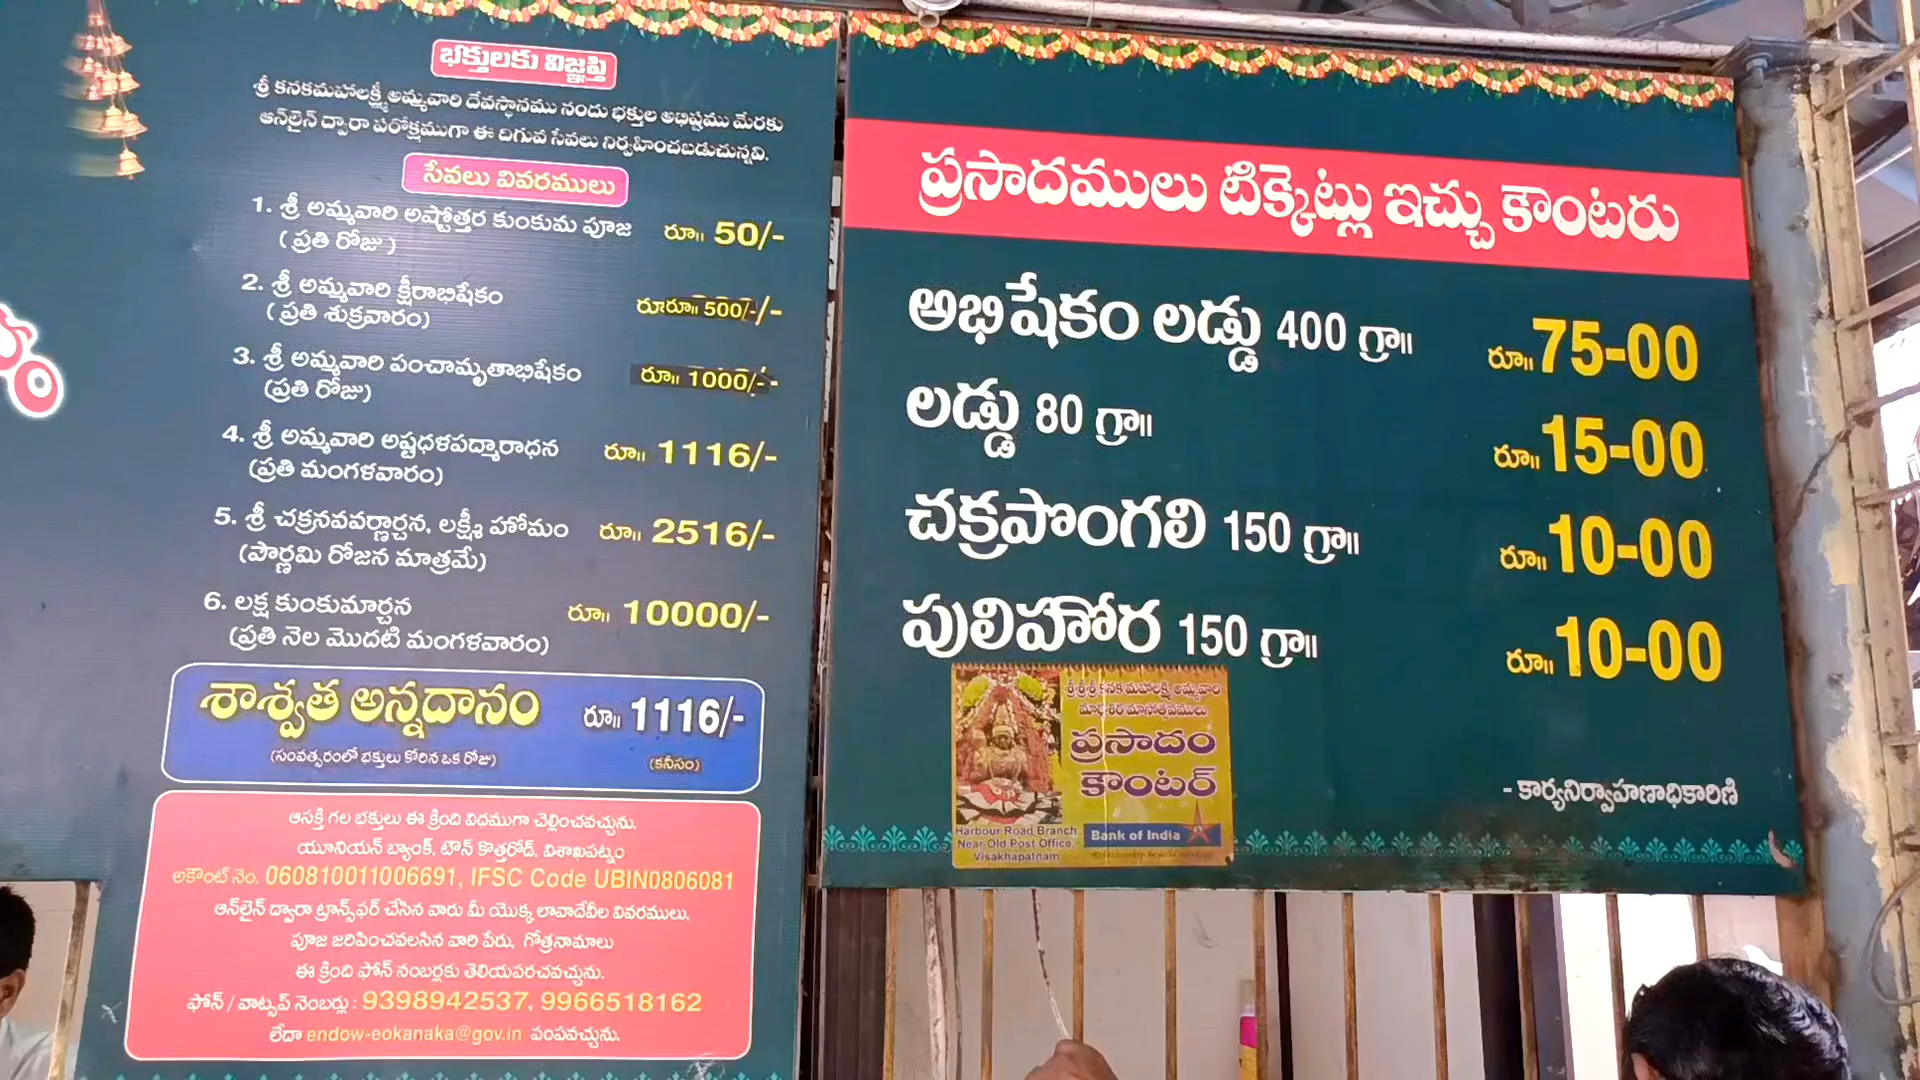 భక్తులకు విజ్ఞప్తి
శ్రీ కనకమహాలక్ష్మీ అమ్మవారి దేవస్థానము నందు భక్తుల అభిష్టము మేరకు
ఆన్‌లైన్ ద్వారా పరోక్షముగా ఈ దిగువ సేవలు నిర్వహించబడుచున్నవి.
సేవలు వివరములు
1. శ్రీ అమ్మవారి అష్టోత్తర కుంకుమ పూజ రూ॥ 50/-
( ప్రతి రోజు )
2. శ్రీ అమ్మవారి క్షీరాభిషేకం రూరూ॥ 500/-/-
( ప్రతి శుక్రవారం)
3. శ్రీ అమ్మవారి పంచామృతాభిషేకం రూ॥ 1000/--
(ప్రతి రోజు)
4. శ్రీ అమ్మవారి అష్టధళపద్మారాధన రూ॥ 1116/-
(ప్రతి మంగళవారం)
5. శ్రీ చక్రనవవర్ణార్చన, లక్ష్మీ హోమం రూ॥ 2516/-
(పౌర్ణమి రోజున మాత్రమే)
6. లక్ష కుంకుమార్చన రూ॥ 10000/-
(ప్రతి నెల మొదటి మంగళవారం)
శాశ్వత అన్నదానం రూ॥ 1116/-
(సంవత్సరంలో భక్తులు కోరిన ఒక రోజు) (కనీసం)
ఆసక్తి గల భక్తులు ఈ క్రింది విధముగా చెల్లించవచ్చును.
యూనియన్ బ్యాంక్, టౌన్ కొత్తరోడ్, విశాఖపట్నం
అకౌంట్ నెం. 060810011006691, IFSC Code UBIN0806081
ఆన్‌లైన్ ద్వారా ట్రాన్స్‌ఫర్ చేసిన వారు మీ యొక్క లావాదేవీల వివరములు,
పూజ జరిపించవలసిన వారి పేరు, గోత్రనామాలు
ఈ క్రింది ఫోన్ నంబర్లకు తెలియపరచవచ్చును.
ఫోన్ / వాట్సప్ నెంబర్లు : 9398942537, 9966518162
లేదా endow-eokanaka@gov.in పంపవచ్చును.
ప్రసాదములు టిక్కెట్లు ఇచ్చు కౌంటరు
అభిషేకం లడ్డు 400 గ్రా॥ రూ॥ 75-00
లడ్డు 80 గ్రా॥ రూ॥ 15-00
చక్రపొంగలి 150 గ్రా॥ రూ॥ 10-00
పులిహోర 150 గ్రా॥ రూ॥ 10-00
శ్రీశ్రీశ్రీ కనక మహాలక్ష్మి అమ్మవారి
మార్గశిర మాసోత్సవములు
ప్రసాదం
కౌంటర్
Harbour Road Branch
Near Old Post Office
Visakhapatnam
Bank of India
- కార్యనిర్వాహణాధికారిణి